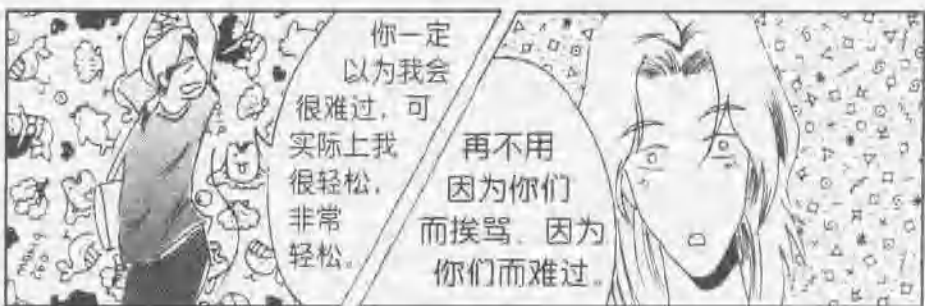 你一定
以为我会
很难过，可
实际上我
很轻松，
非常
轻松。
再不用
因为你们
而挨骂，因为
你们而难过。